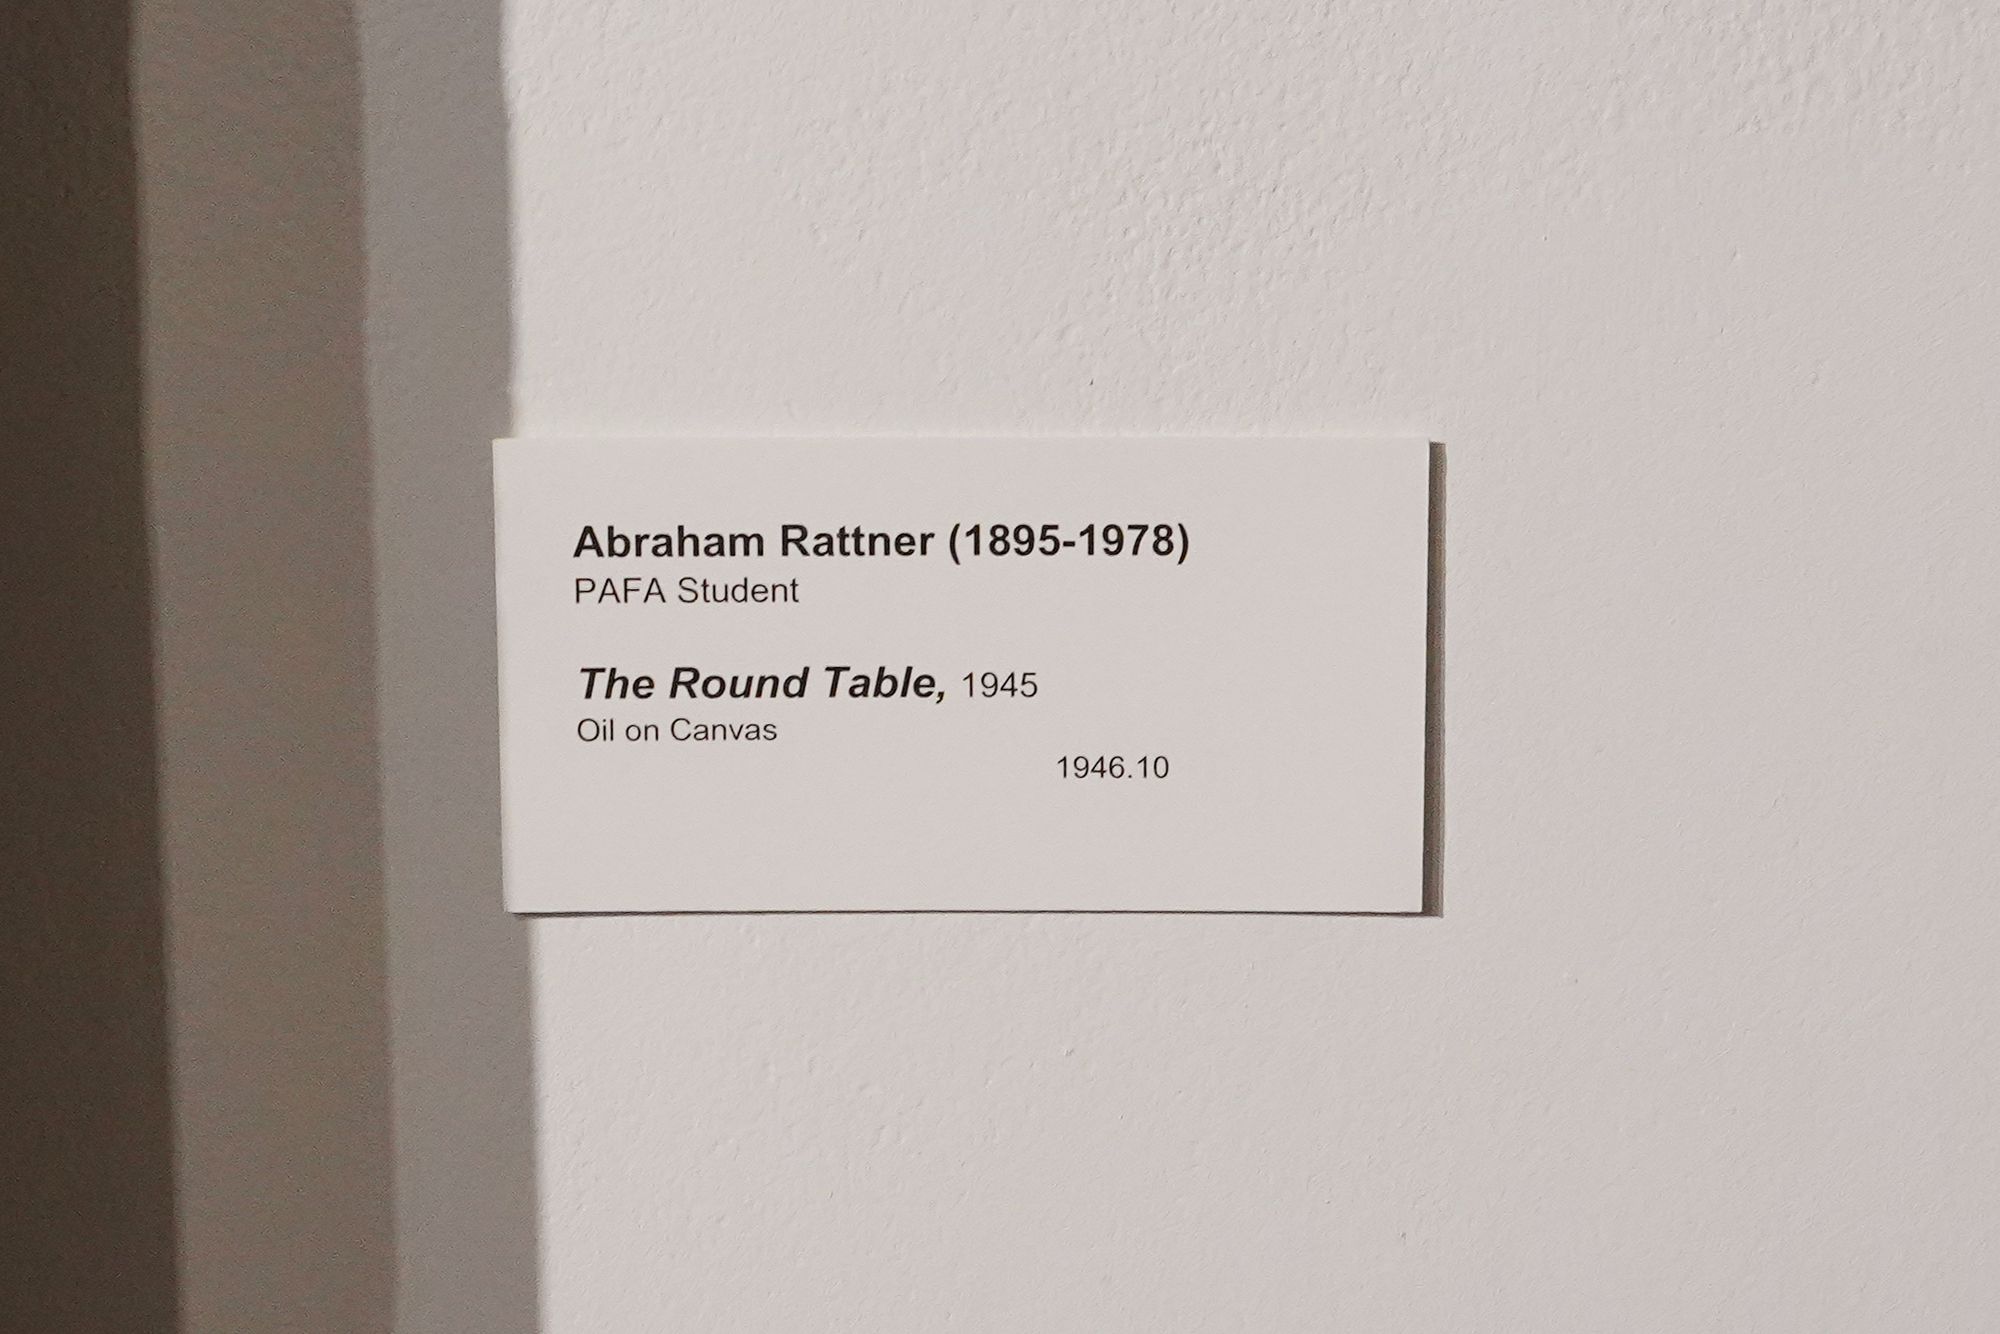 Abraham Rattner (1895-1978)
PAFA Student
The Round Table, 1945
Oil on Canvas
1946.10